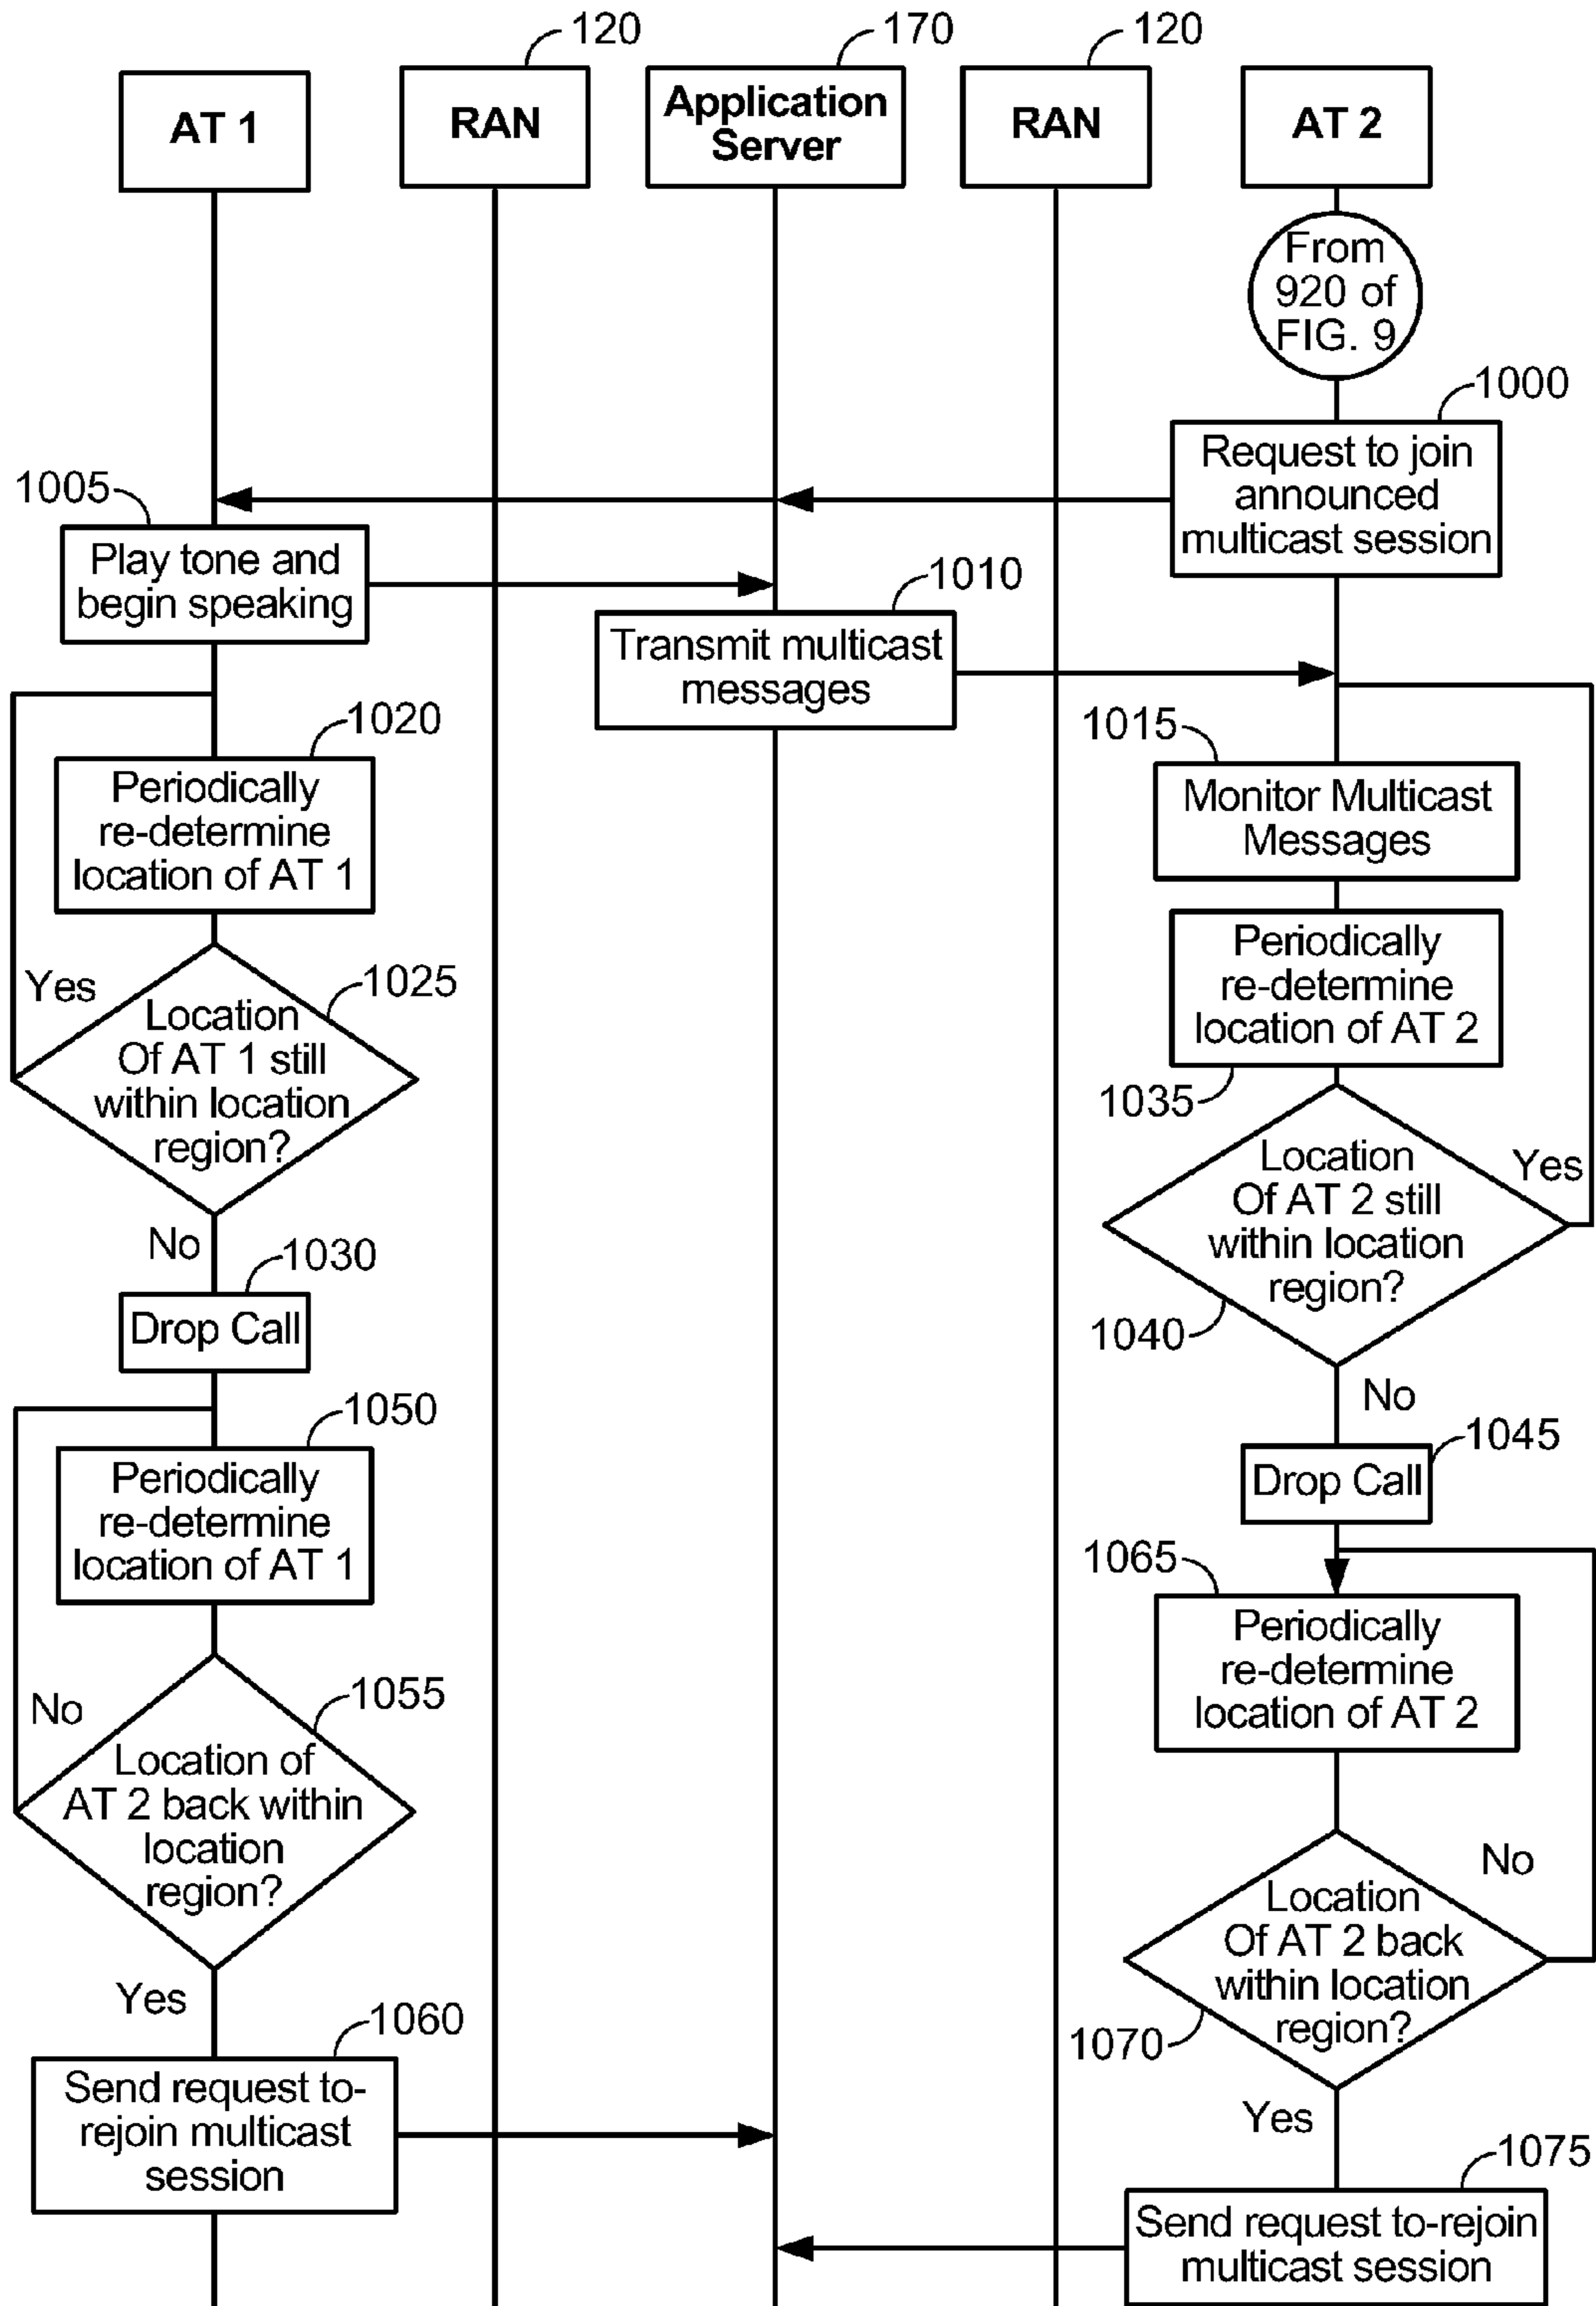 120
170
120
AT 1
RAN
Application
Server
RAN
AT 2
From
920 of
FIG. 9
1000
Request to join
announced
multicast session
1005
Play tone and
begin speaking
1010
Transmit multicast
messages
1020
Periodically
re-determine
location of AT 1
1015
Monitor Multicast
Messages
Periodically
re-determine
location of AT 2
1035
Yes
1025
Location
Of AT 1 still
within location
region?
Location
Of AT 2 still
within location
region?
Yes
1040
No
1030
Drop Call
No
1045
Drop Call
1050
Periodically
re-determine
location of AT 1
1065
Periodically
re-determine
location of AT 2
No
1055
Location of
AT 2 back within
location
region?
No
Location
Of AT 2 back
within location
region?
1070
Yes
1060
Send request to-
rejoin multicast
session
Yes
1075
Send request to-rejoin
multicast session